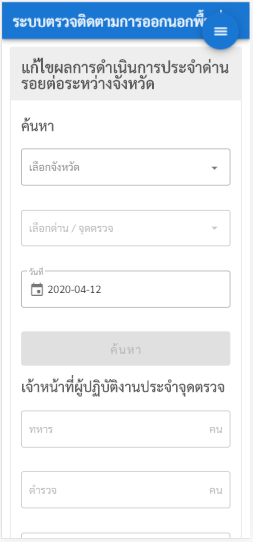 ระบบตรวจติดตามการออกนอกพื้
แก้ไขผลการดำเนินการประจำด่าน
รอยต่อระหว่างจังหวัด
ค้นหา
เลือกจังหวัด
เลือกด่าน / จุดตรวจ
วันที่
2020-04-12
ค้นหา
เจ้าหน้าที่ผู้ปฏิบัติงานประจำจุดตรวจ
ทหาร คน
ตำรวจ คน